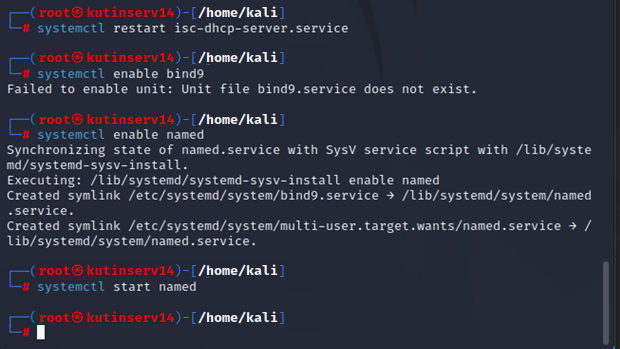 ┌──(root㉿kutinserv14)-[/home/kali]
└─# systemctl restart isc-dhcp-server.service
┌──(root㉿kutinserv14)-[/home/kali]
└─# systemctl enable bind9
Failed to enable unit: Unit file bind9.service does not exist.
┌──(root㉿kutinserv14)-[/home/kali]
└─# systemctl enable named
Synchronizing state of named.service with SysV service script with /lib/syste
md/systemd-sysv-install.
Executing: /lib/systemd/systemd-sysv-install enable named
Created symlink /etc/systemd/system/bind9.service → /lib/systemd/system/named
.service.
Created symlink /etc/systemd/system/multi-user.target.wants/named.service → /
lib/systemd/system/named.service.
┌──(root㉿kutinserv14)-[/home/kali]
└─# systemctl start named
┌──(root㉿kutinserv14)-[/home/kali]
└─#